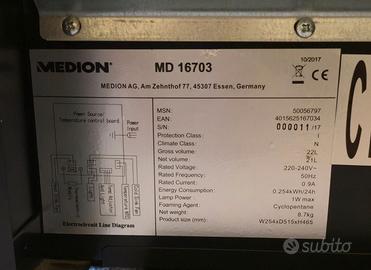 MEDION®
MD 16703
10/2017
MEDION AG, Am Zehnthof 77, 45307 Essen, Germany
Power Source/
Temperature control board
Power
Input
Electrocircuit Line Diagram
MSN: 50056797
EAN: 4015625167034
S/N: 000011/17
Protection Class: I
Climate Class: N
Gross volume: 22L
Net volume: 21L
Rated Voltage: 220-240V~
Rated Frequency: 50Hz
Rated Current: 0.9A
Energy Consumption: 0.254kWh/24h
Lamp Power: 1W max
Foaming Agent: Cyclopentane
Net weight: 8.7kg
Product size (mm): W254xD515xH465
C
subito